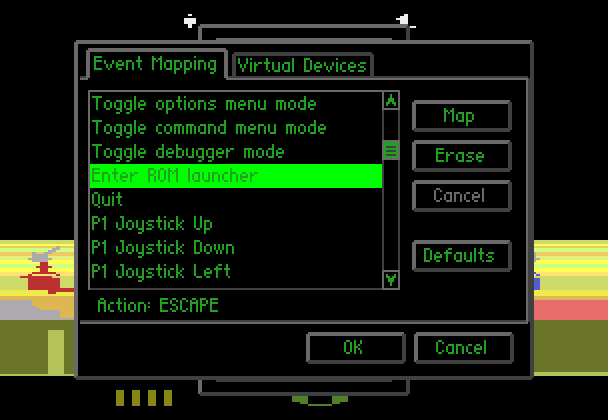 Event Mapping
Virtual Devices
Toggle options menu mode
Toggle command menu mode
Toggle debugger mode
Enter ROM launcher
Quit
P1 Joystick Up
P1 Joystick Down
P1 Joystick Left
Map
Erase
Cancel
Defaults
Action: ESCAPE
OK
Cancel